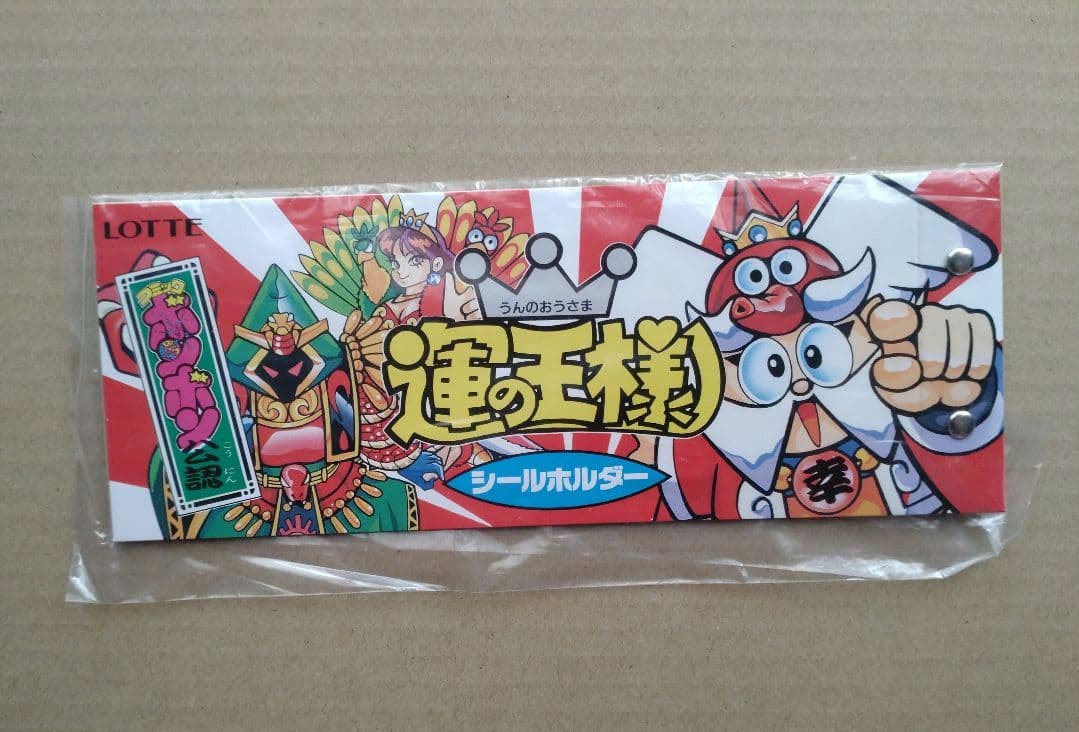 LOTTE
コミック
ボンボン
公認
こうにん
うんのおうさま
運の王様
シールホルダー
幸